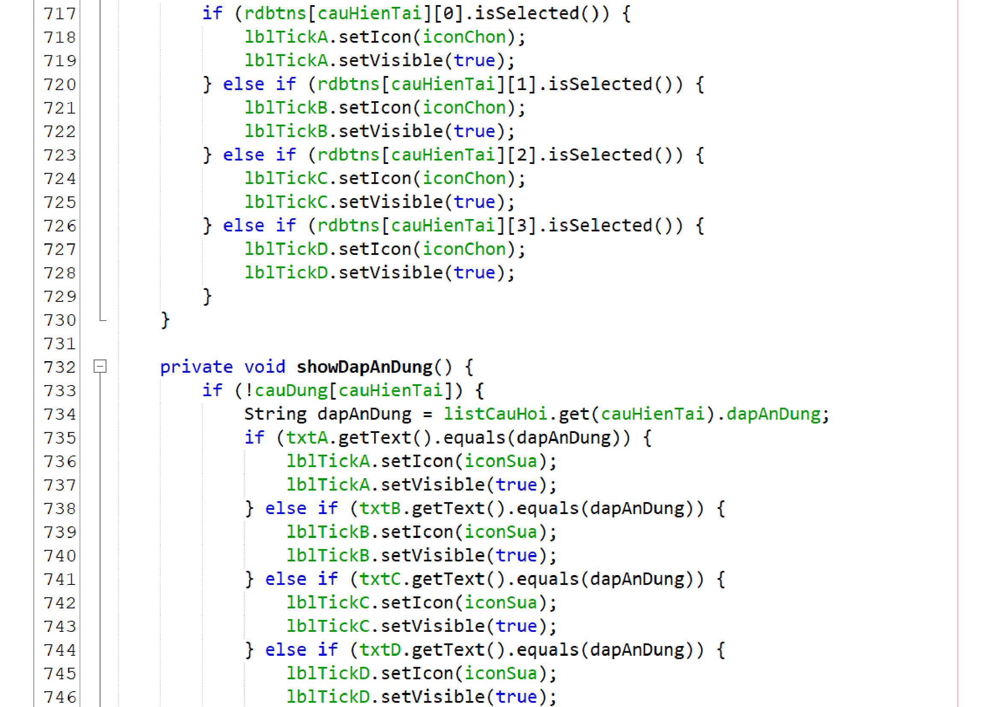 717 if (rdbtns[cauHienTai][0].isSelected()) {
718 lblTickA.setIcon(iconChon);
719 lblTickA.setVisible(true);
720 } else if (rdbtns[cauHienTai][1].isSelected()) {
721 lblTickB.setIcon(iconChon);
722 lblTickB.setVisible(true);
723 } else if (rdbtns[cauHienTai][2].isSelected()) {
724 lblTickC.setIcon(iconChon);
725 lblTickC.setVisible(true);
726 } else if (rdbtns[cauHienTai][3].isSelected()) {
727 lblTickD.setIcon(iconChon);
728 lblTickD.setVisible(true);
729 }
730 }
731
732 private void showDapAnDung() {
733 if (!cauDung[cauHienTai]) {
734 String dapAnDung = listCauHoi.get(cauHienTai).dapAnDung;
735 if (txtA.getText().equals(dapAnDung)) {
736 lblTickA.setIcon(iconSua);
737 lblTickA.setVisible(true);
738 } else if (txtB.getText().equals(dapAnDung)) {
739 lblTickB.setIcon(iconSua);
740 lblTickB.setVisible(true);
741 } else if (txtC.getText().equals(dapAnDung)) {
742 lblTickC.setIcon(iconSua);
743 lblTickC.setVisible(true);
744 } else if (txtD.getText().equals(dapAnDung)) {
745 lblTickD.setIcon(iconSua);
746 lblTickD.setVisible(true);